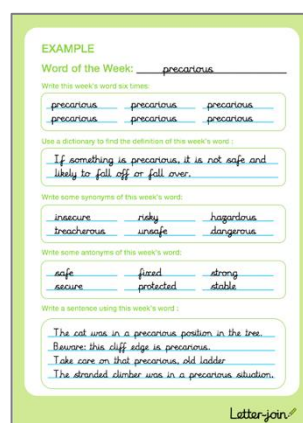 EXAMPLE
Word of the Week: precarious
Write this week's word six times:
precarious precarious precarious
precarious precarious precarious
Use a dictionary to find the definition of this week's word :
If something is precarious, it is not safe and
likely to fall off or fall over.
Write some synonyms of this week's word:
insecure risky hazardous
treacherous unsafe dangerous
Write some antonyms of this week's word:
safe fixed strong
secure protected stable
Write a sentence using this week's word :
The cat was in a precarious position in the tree.
Beware: this cliff edge is precarious.
Take care on that precarious, old ladder
The stranded climber was in a precarious situation.
Letter-join